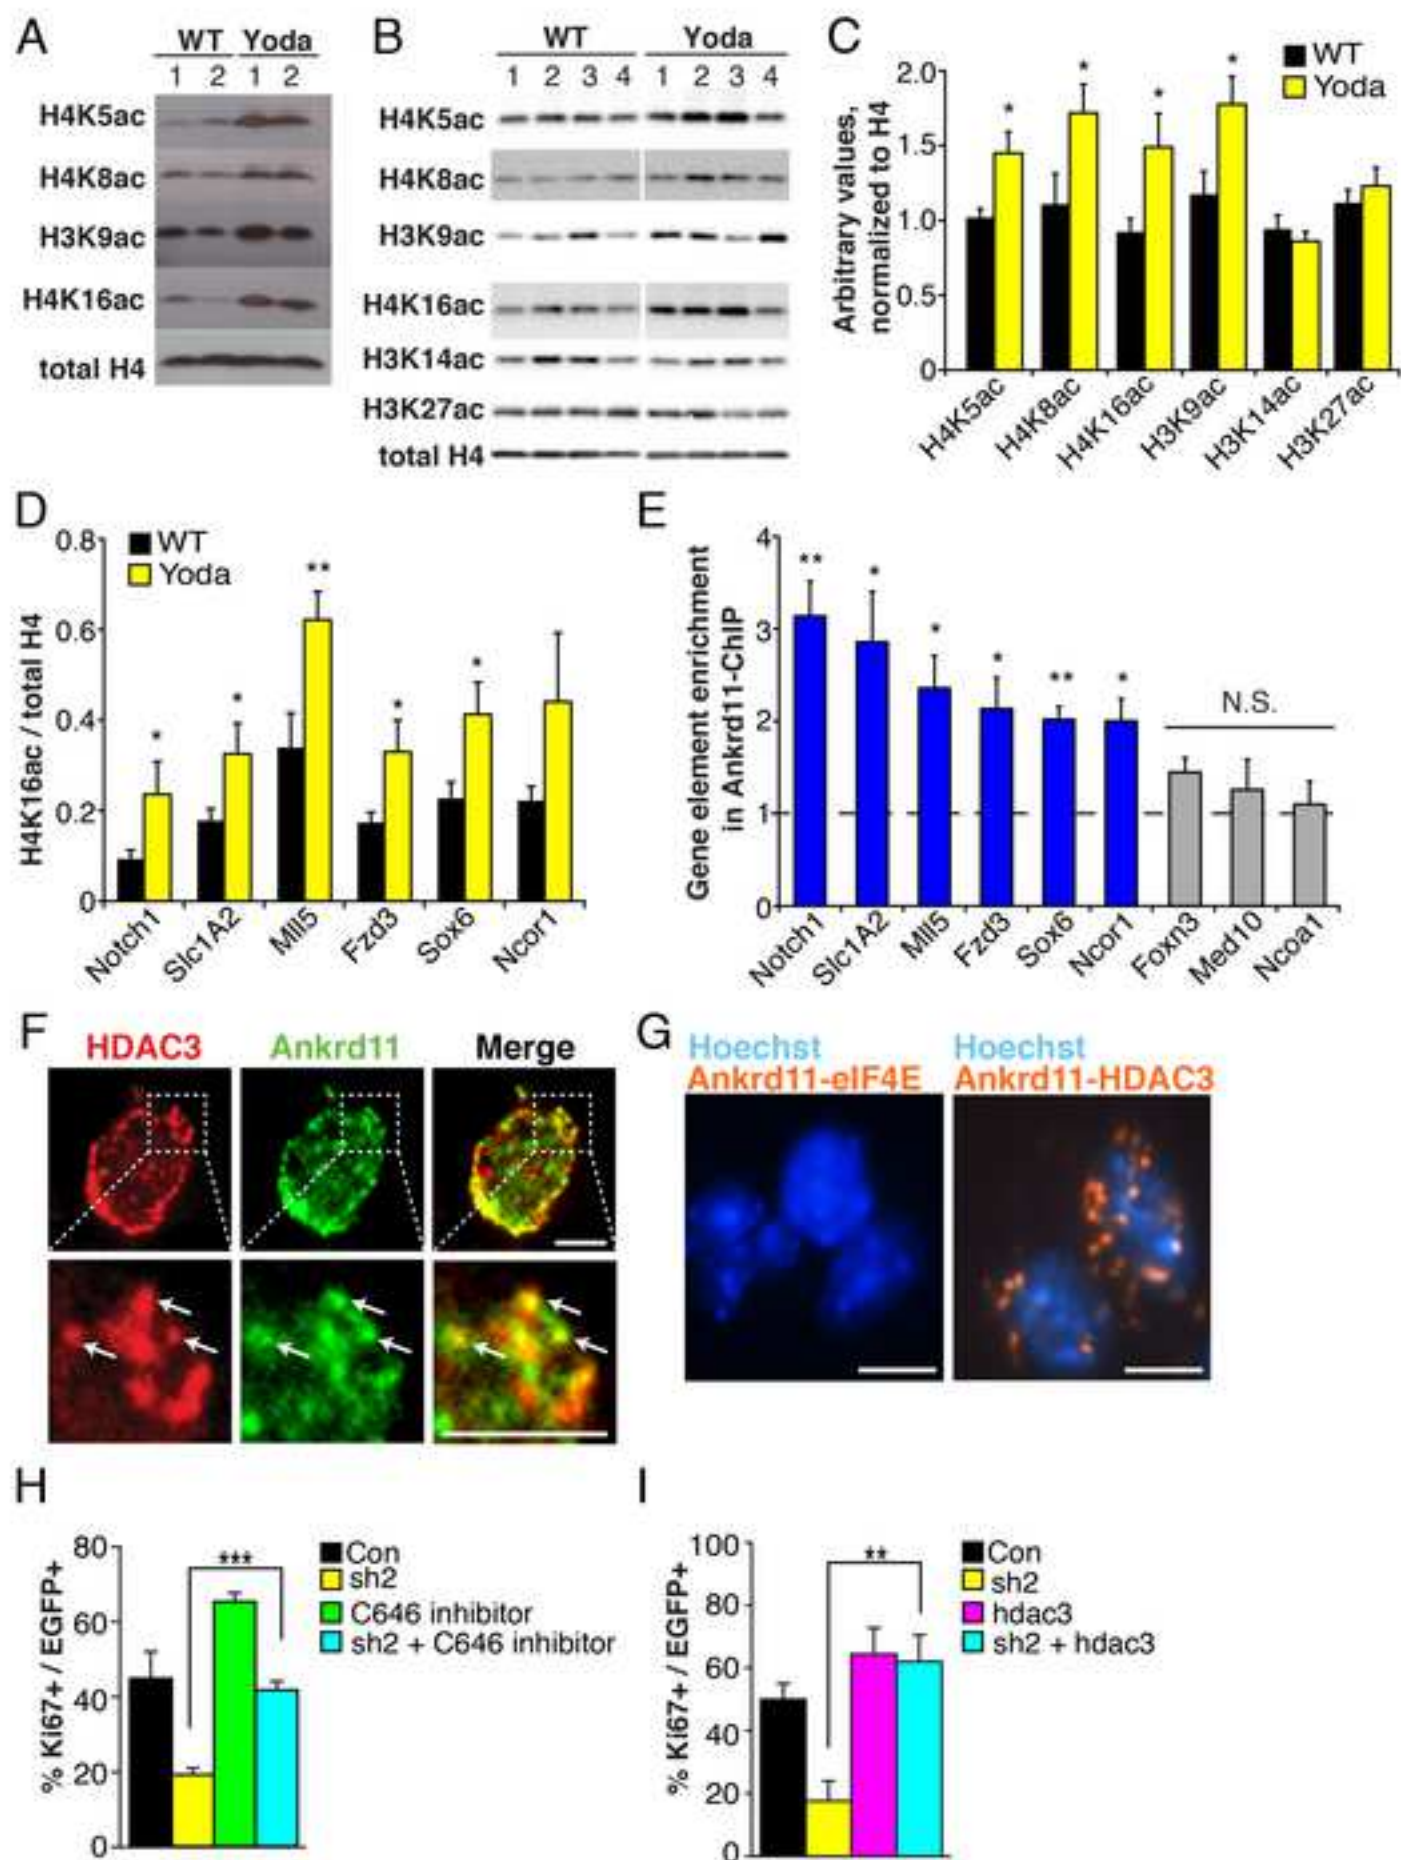 A
WT Yoda
1 2 1 2
H4K5ac
H4K8ac
H3K9ac
H4K16ac
total H4
B
WT Yoda
1 2 3 4 1 2 3 4
H4K5ac
H4K8ac
H3K9ac
H4K16ac
H3K14ac
H3K27ac
total H4
C
WT
Yoda
Arbitrary values,
normalized to H4
2.0
1.5
1.0
0.5
0
* * * *
H4K5ac
H4K8ac
H4K16ac
H3K9ac
H3K14ac
H3K27ac
D
WT
Yoda
H4K16ac / total H4
0.8
0.6
0.4
0.2
0
* * ** * *
Notch1
Slc1A2
Mll5
Fzd3
Sox6
Ncor1
E
Gene element enrichment
in Ankrd11-ChIP
4
3
2
1
0
** * * * ** *
N.S.
Notch1
Slc1A2
Mll5
Fzd3
Sox6
Ncor1
Foxn3
Med10
Ncoa1
F
HDAC3 Ankrd11 Merge
G
Hoechst
Ankrd11-eIF4E
Hoechst
Ankrd11-HDAC3
H
% Ki67+ / EGFP+
80
60
40
20
0
***
Con
sh2
C646 inhibitor
sh2 + C646 inhibitor
I
% Ki67+ / EGFP+
100
80
60
40
20
0
**
Con
sh2
hdac3
sh2 + hdac3